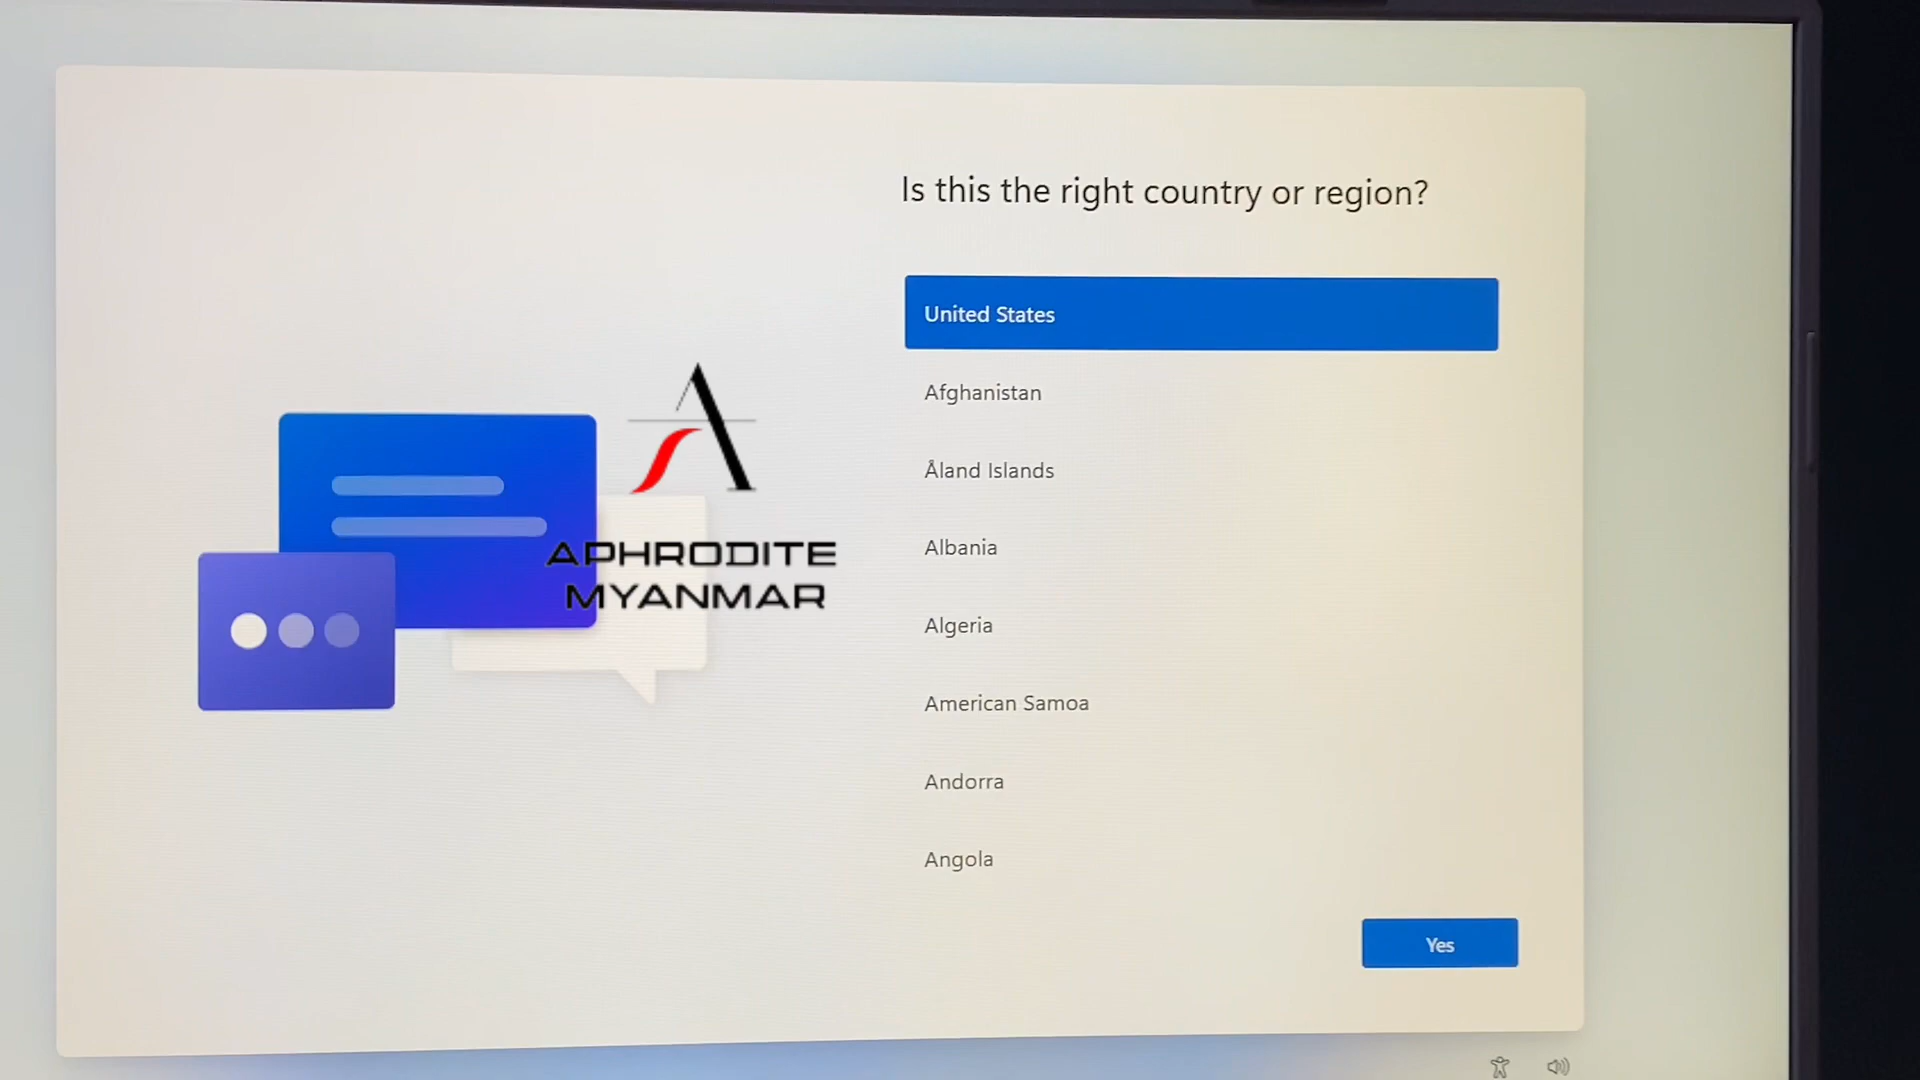 Is this the right country or region?
United States
Afghanistan
Åland Islands
Albania
Algeria
American Samoa
Andorra
Angola
Yes
APHRODITE
MYANMAR